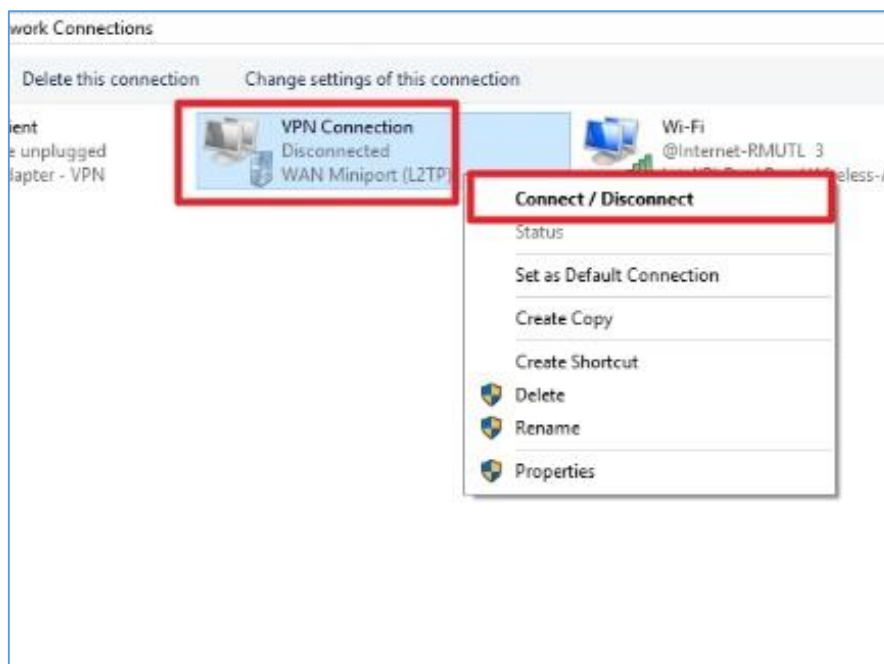 work Connections
Delete this connection Change settings of this connection
ient
e unplugged
dapter - VPN
VPN Connection
Disconnected
WAN Miniport (L2TP)
Wi-Fi
@Internet-RMUTL 3
eless-A
Connect / Disconnect
Status
Set as Default Connection
Create Copy
Create Shortcut
Delete
Rename
Properties